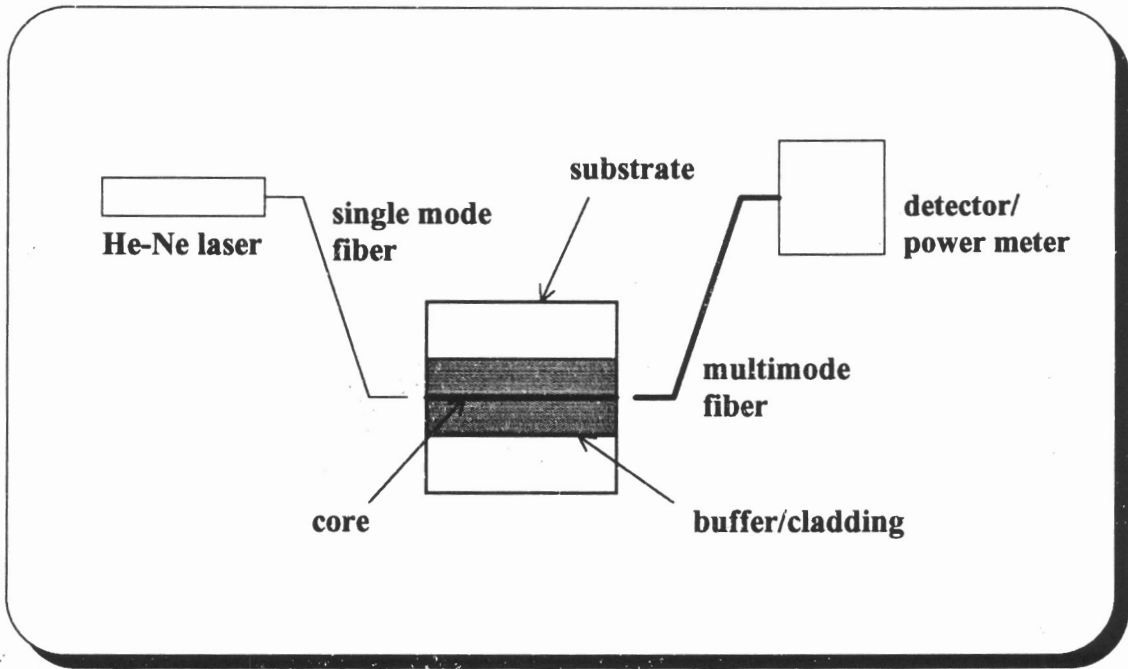 substrate
single mode
fiber
He-Ne laser
detector/
power meter
multimode
fiber
core
buffer/cladding